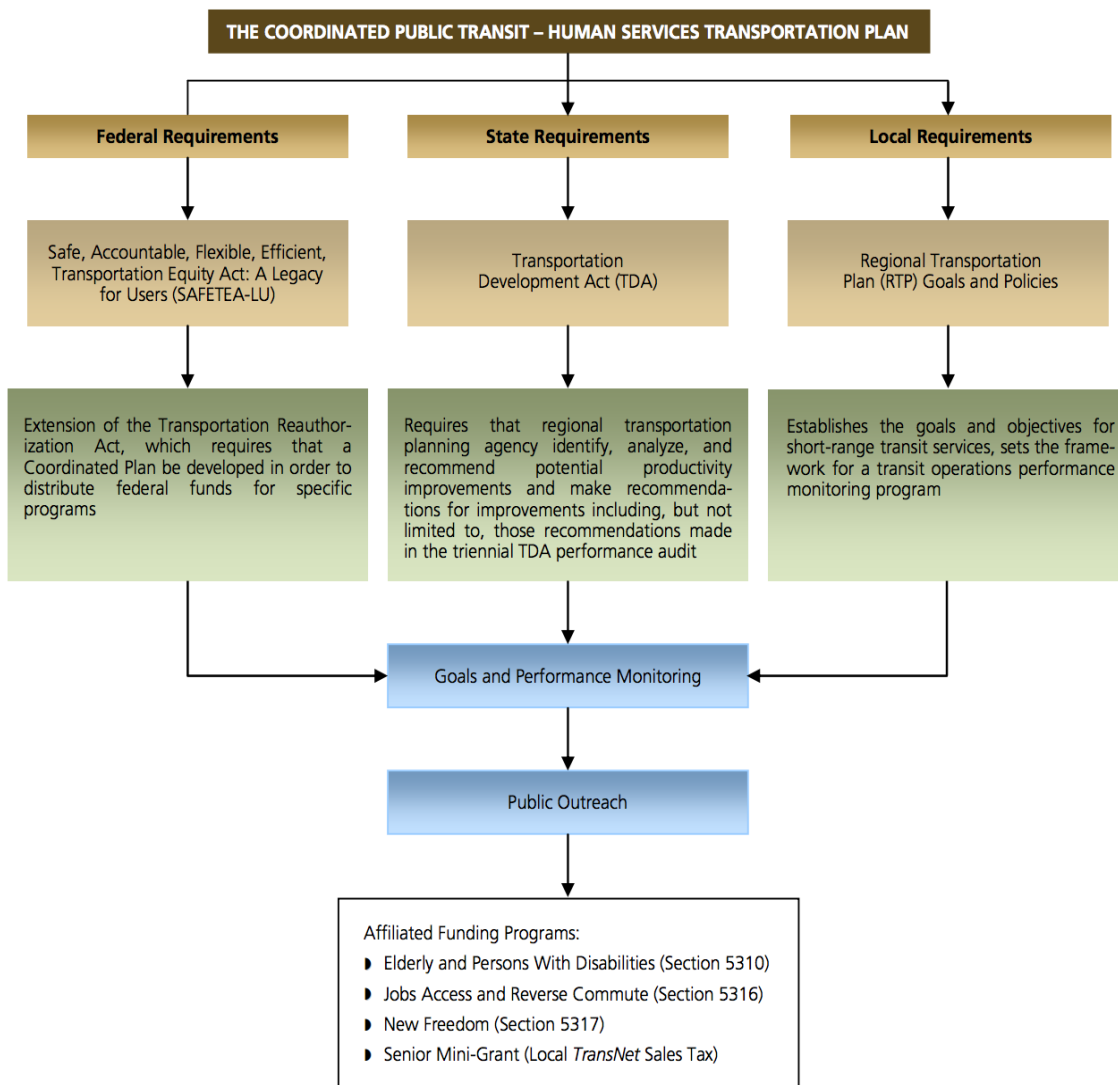 THE COORDINATED PUBLIC TRANSIT – HUMAN SERVICES TRANSPORTATION PLAN
Federal Requirements
State Requirements
Local Requirements
Safe, Accountable, Flexible, Efficient,
Transportation Equity Act: A Legacy
for Users (SAFETEA-LU)
Transportation
Development Act (TDA)
Regional Transportation
Plan (RTP) Goals and Policies
Extension of the Transportation Reauthor-
ization Act, which requires that a
Coordinated Plan be developed in order to
distribute federal funds for specific
programs
Requires that regional transportation
planning agency identify, analyze, and
recommend potential productivity
improvements and make recommenda-
tions for improvements including, but not
limited to, those recommendations made
in the triennial TDA performance audit
Establishes the goals and objectives for
short-range transit services, sets the frame-
work for a transit operations performance
monitoring program
Goals and Performance Monitoring
Public Outreach
Affiliated Funding Programs:
Elderly and Persons With Disabilities (Section 5310)
Jobs Access and Reverse Commute (Section 5316)
New Freedom (Section 5317)
Senior Mini-Grant (Local TransNet Sales Tax)